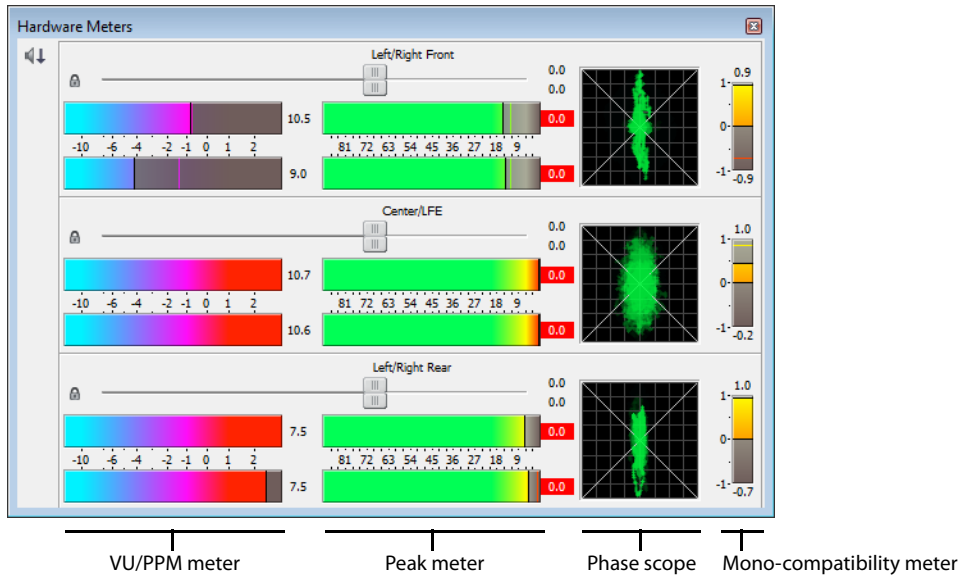 Hardware Meters
Left/Right Front
0.0
0.0
0.9
1
10.5
0.0
0
-10 -6 -4 -2 -1 0 1 2
81 72 63 54 45 36 27 18 9
9.0
0.0
-1
-0.9
Center/LFE
0.0
0.0
1.0
1
10.7
0.0
0
-10 -6 -4 -2 -1 0 1 2
81 72 63 54 45 36 27 18 9
10.6
0.0
-1
-0.2
Left/Right Rear
0.0
0.0
1.0
1
7.5
0.0
0
-10 -6 -4 -2 -1 0 1 2
81 72 63 54 45 36 27 18 9
7.5
0.0
-1
-0.7
VU/PPM meter
Peak meter
Phase scope
Mono-compatibility meter